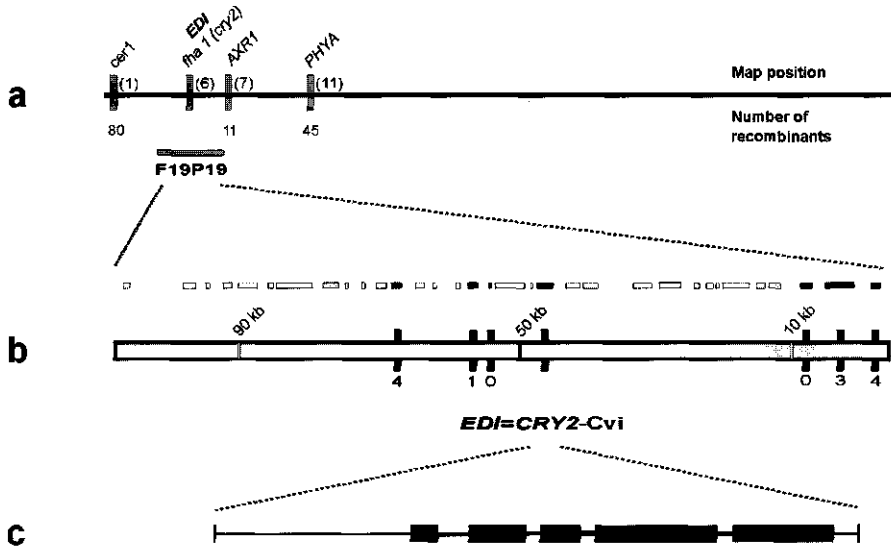 EDI
cer1
fha 1 (cry2)
AXR1
PHYA
(1)
(6)
(7)
(11)
Map position
a
80
11
45
Number of
recombinants
F19P19
90 kb
50 kb
10 kb
b
4
1
0
0
3
4
EDI=CRY2-Cvi
c